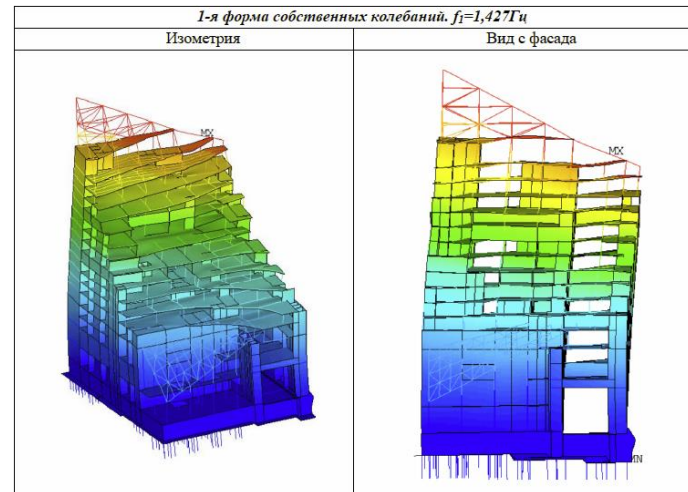 1-я форма собственных колебаний. f₁=1,427Гц
Изометрия
Вид с фасада
MX
MX
MN